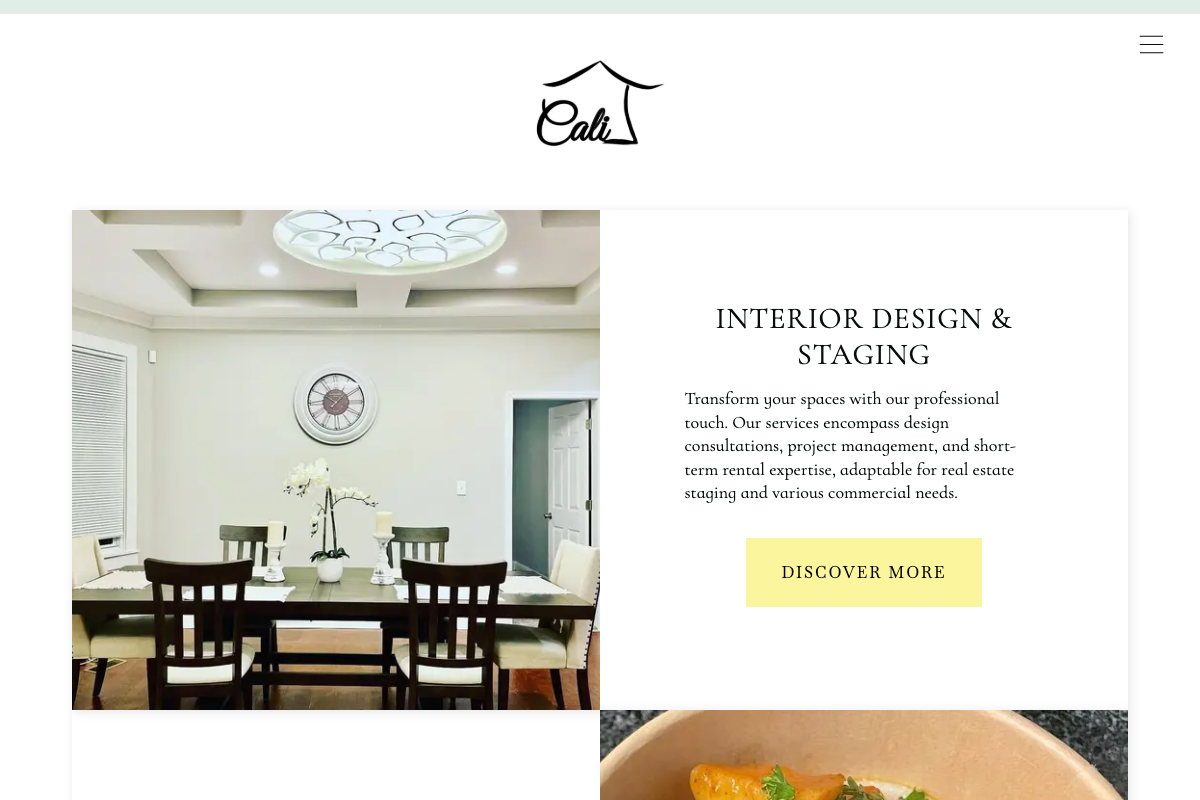 Cali
INTERIOR DESIGN &
STAGING
Transform your spaces with our professional
touch. Our services encompass design
consultations, project management, and short-
term rental expertise, adaptable for real estate
staging and various commercial needs.
DISCOVER MORE